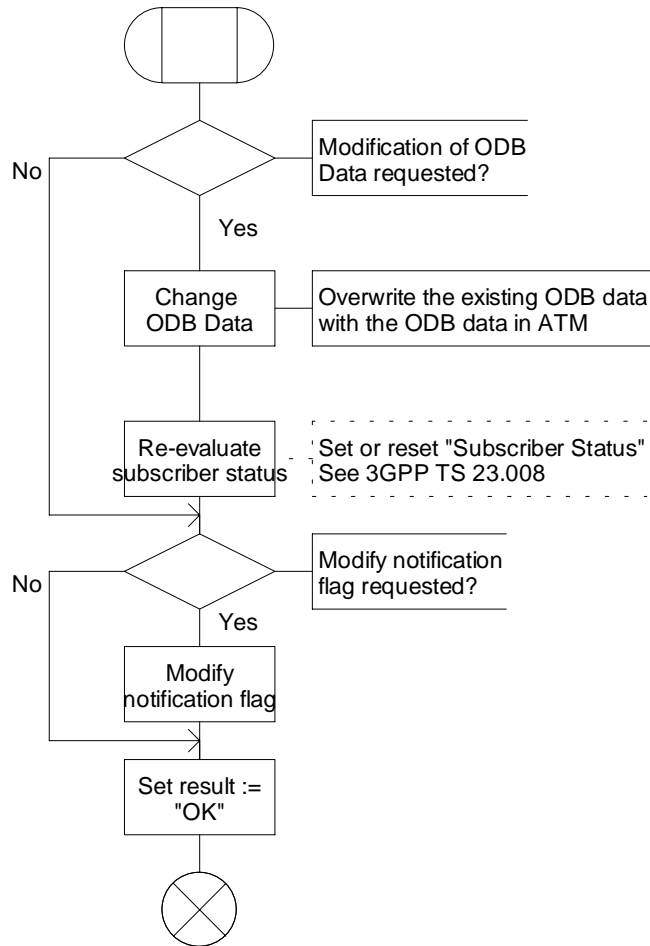 No
Modification of ODB
Data requested?
Yes
Change
ODB Data
Overwrite the existing ODB data
with the ODB data in ATM
Re-evaluate
subscriber status
Set or reset "Subscriber Status"
See 3GPP TS 23.008
No
Modify notification
flag requested?
Yes
Modify
notification flag
Set result :=
"OK"